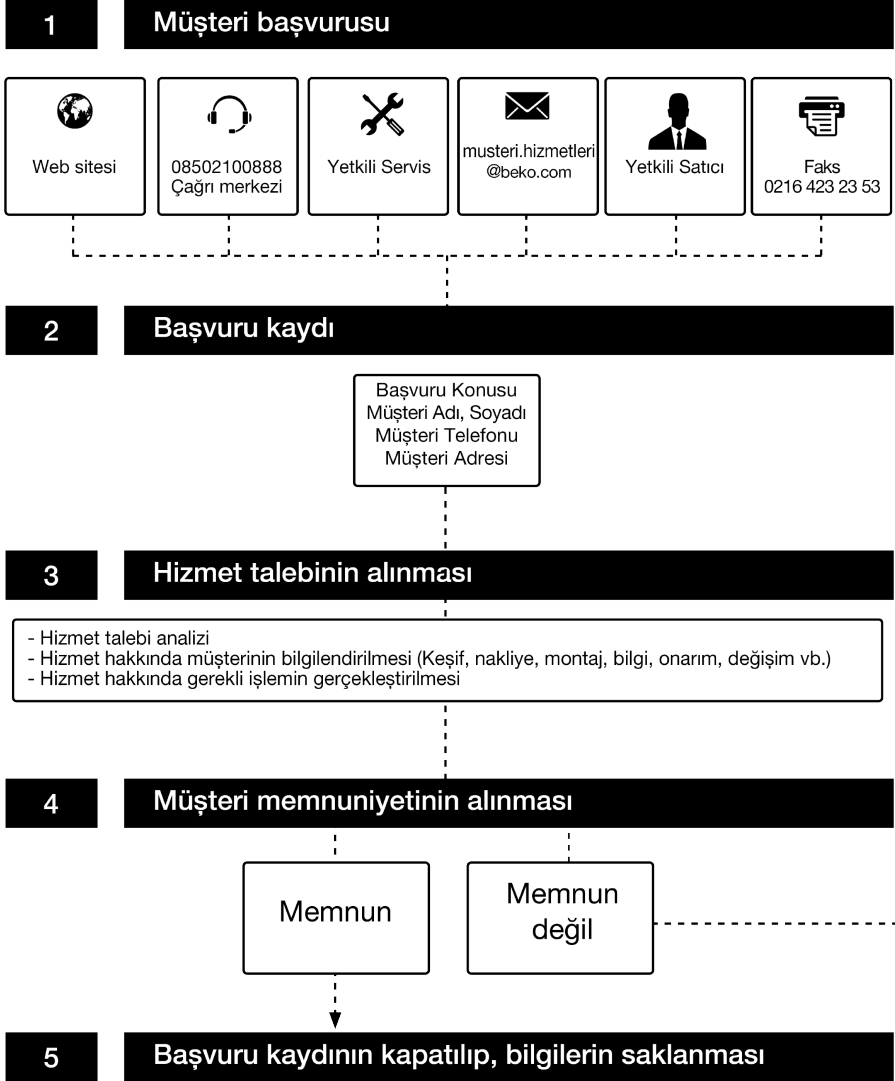 1 Müşteri başvurusu
Web sitesi
08502100888
Çağrı merkezi
Yetkili Servis
musteri.hizmetleri
@beko.com
Yetkili Satıcı
Faks
0216 423 23 53
2 Başvuru kaydı
Başvuru Konusu
Müşteri Adı, Soyadı
Müşteri Telefonu
Müşteri Adresi
3 Hizmet talebinin alınması
- Hizmet talebi analizi
- Hizmet hakkında müşterinin bilgilendirilmesi (Keşif, nakliye, montaj, bilgi, onarım, değişim vb.)
- Hizmet hakkında gerekli işlemin gerçekleştirilmesi
4 Müşteri memnuniyetinin alınması
Memnun
Memnun
değil
5 Başvuru kaydının kapatılıp, bilgilerin saklanması